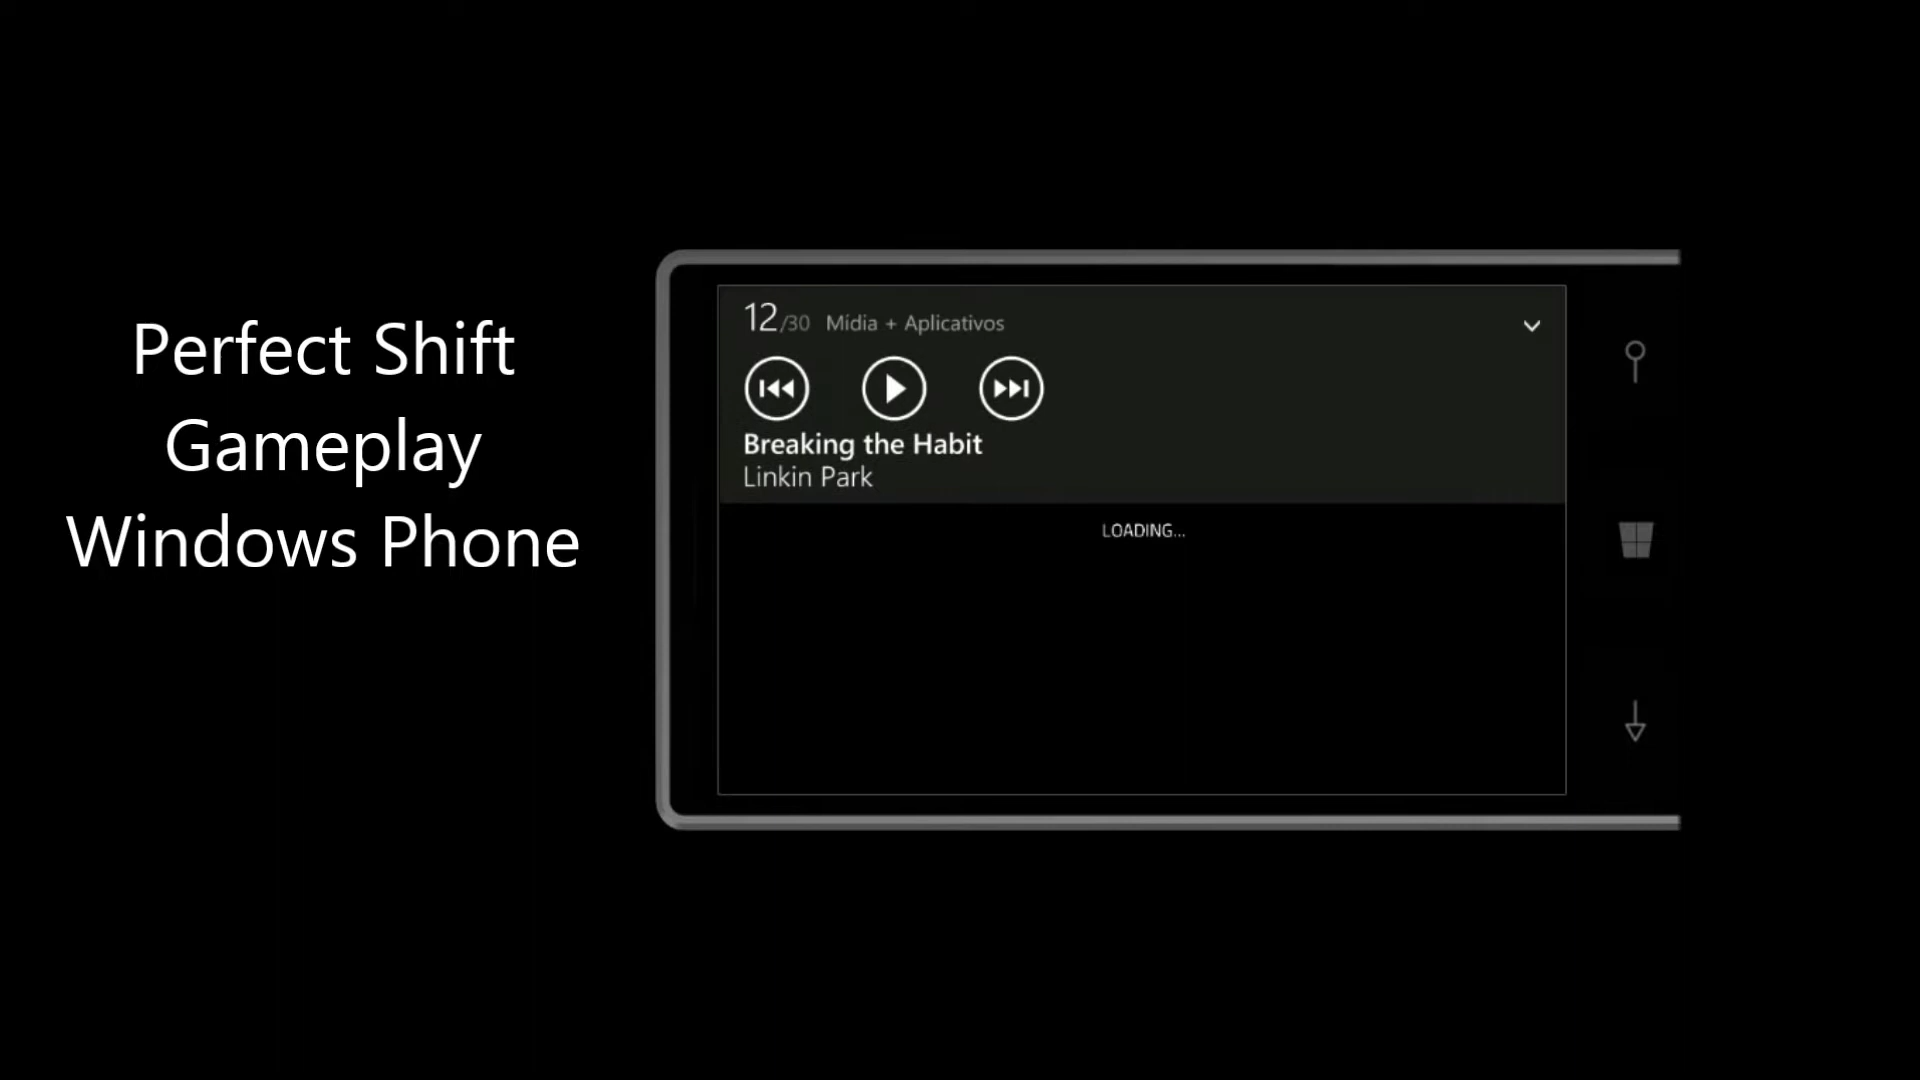 Perfect Shift
Gameplay
Windows Phone
12/30 Mídia + Aplicativos
Breaking the Habit
Linkin Park
LOADING...